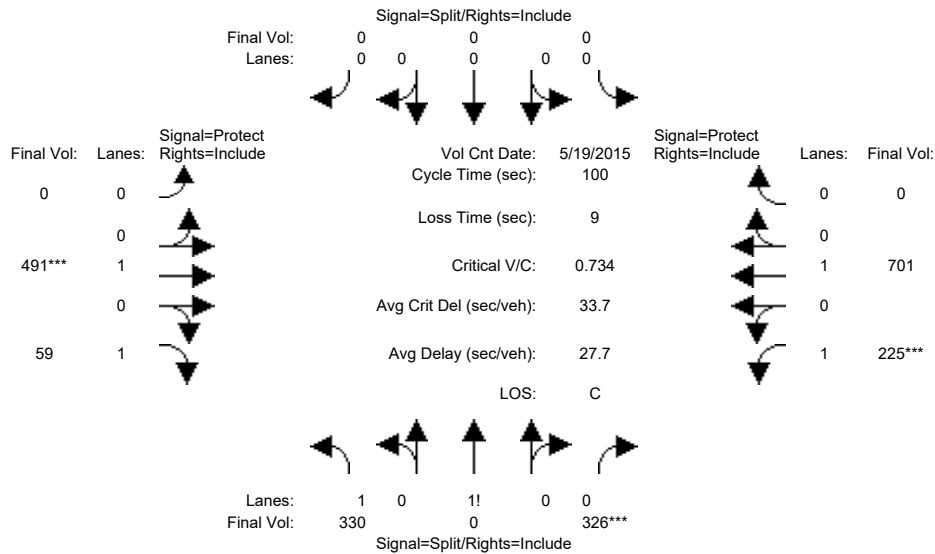 Signal=Split/Rights=Include
Final Vol: 0 0 0
Lanes: 0 0 0 0 0
Signal=Protect
Final Vol: Lanes: Rights=Include
Vol Cnt Date: 5/19/2015
Signal=Protect
Rights=Include Lanes: Final Vol:
Cycle Time (sec): 100
0 0
0 0
Loss Time (sec): 9
0
0
491*** 1
Critical V/C: 0.734
1 701
0
Avg Crit Del (sec/veh): 33.7
0
59 1
Avg Delay (sec/veh): 27.7
1 225***
LOS: C
Lanes: 1 0 1! 0 0
Final Vol: 330 0 326***
Signal=Split/Rights=Include